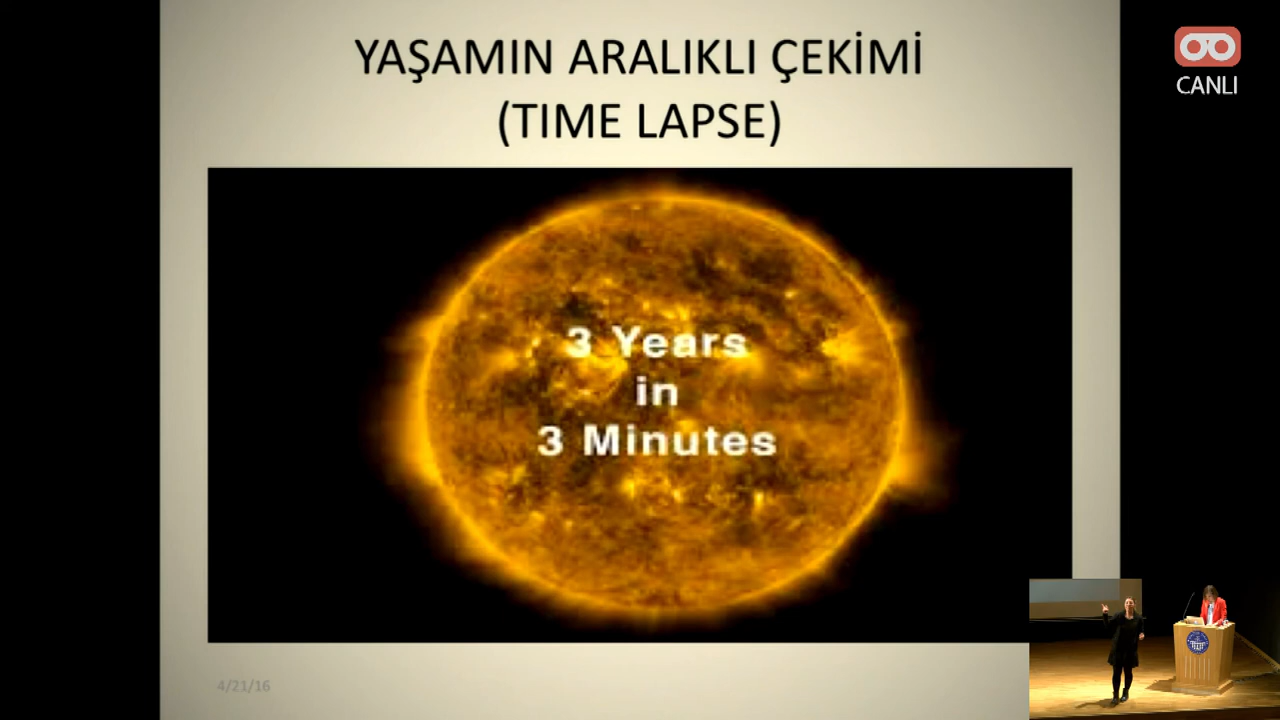 YAŞAMIN ARALIKLI ÇEKİMİ
(TIME LAPSE)
CANLI
3 Years
in
3 Minutes
4/21/16